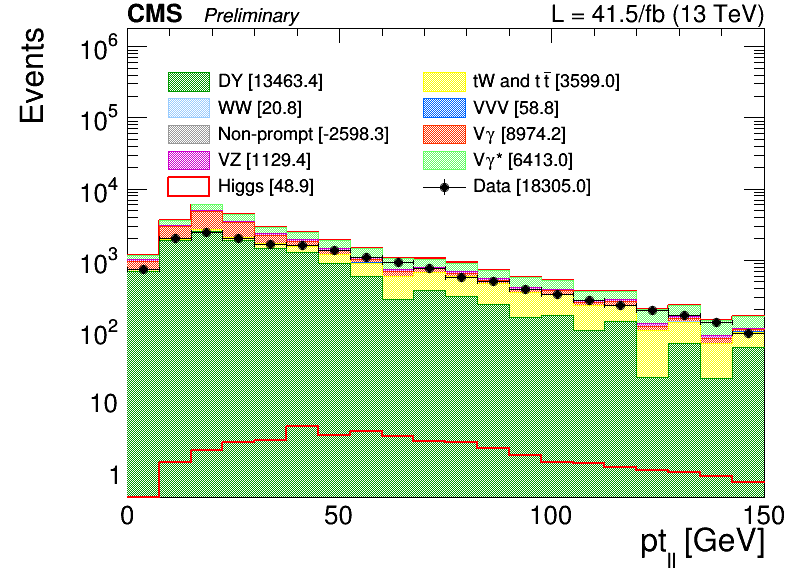 CMS Preliminary L = 41.5/fb (13 TeV)
Events
10⁶
10⁵
10⁴
10³
10²
10
1
DY [13463.4]
WW [20.8]
Non-prompt [-2598.3]
VZ [1129.4]
Higgs [48.9]
tW and t t̄ [3599.0]
VVV [58.8]
Vγ [8974.2]
Vγ* [6413.0]
Data [18305.0]
0 50 100 150
pt_ll [GeV]